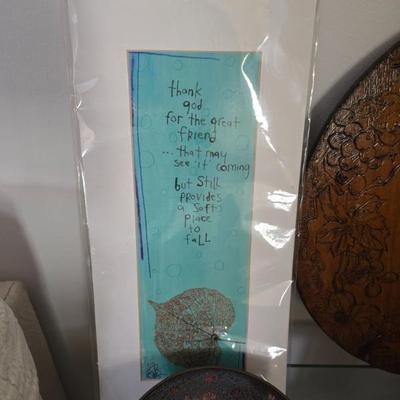 thank
god
for the great
friend
...that may
see "it" coming
but still
provides
a soft
place
to
fall